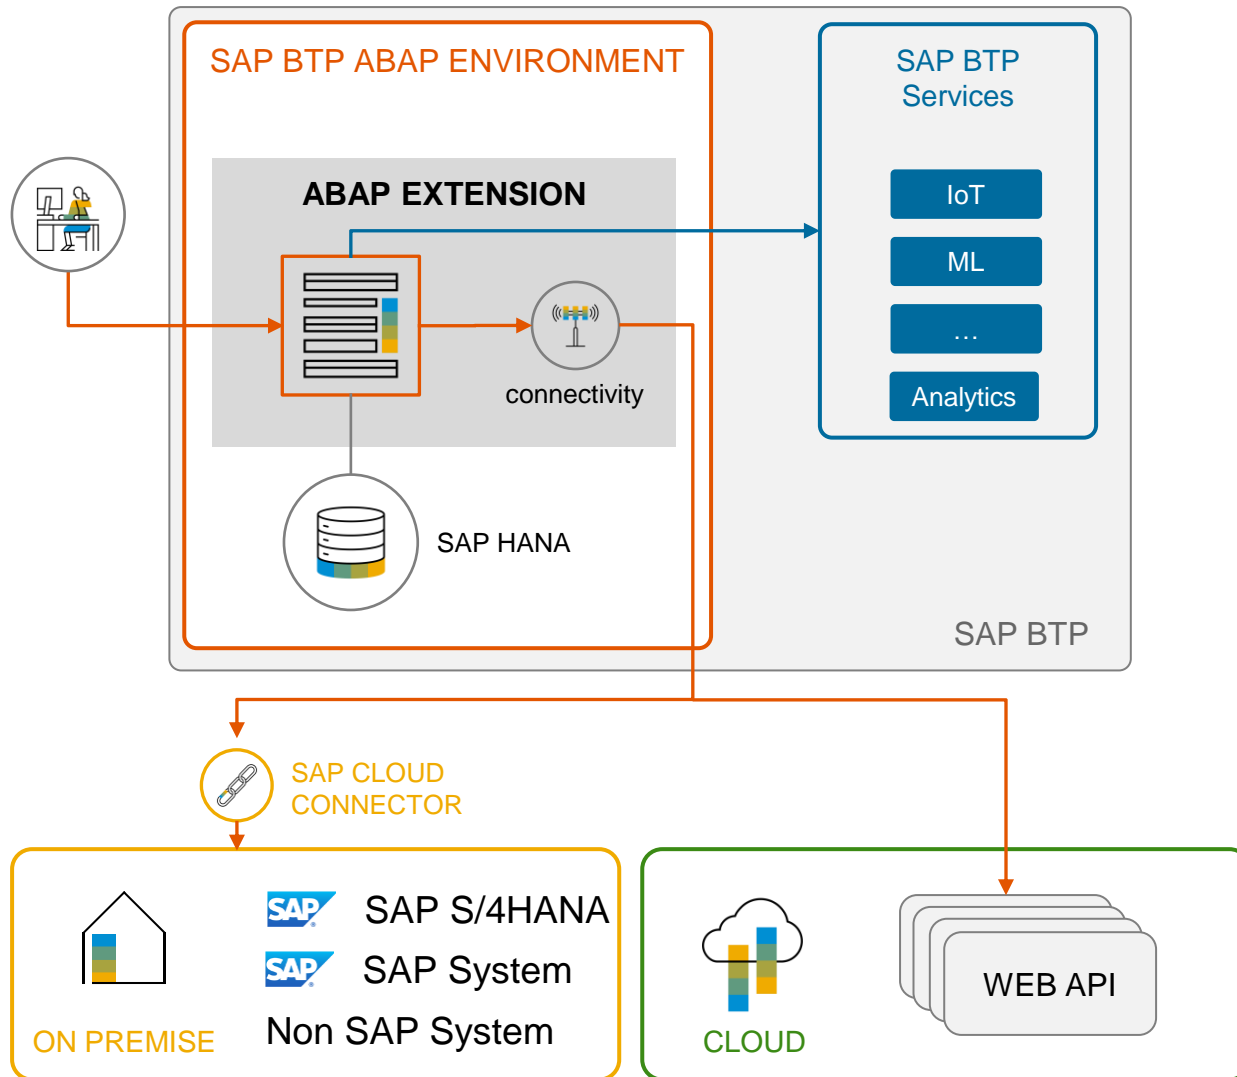 SAP BTP ABAP ENVIRONMENT
SAP BTP
Services
ABAP EXTENSION
IoT
ML
...
Analytics
connectivity
SAP HANA
SAP BTP
SAP CLOUD
CONNECTOR
SAP SAP S/4HANA
SAP SAP System
Non SAP System
ON PREMISE
WEB API
CLOUD